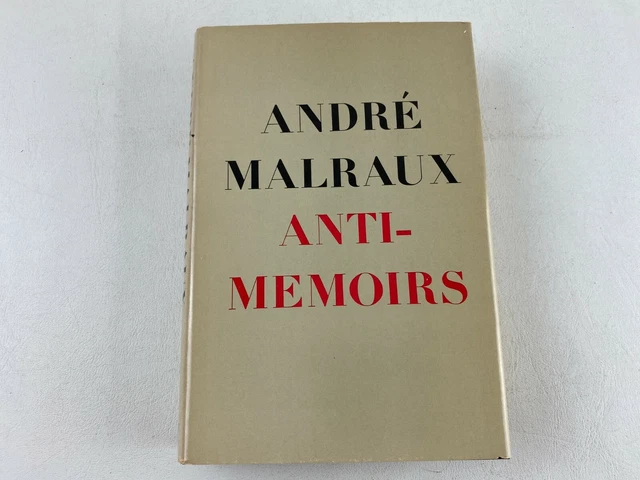 ANDRÉ
MALRAUX
ANTI-
MEMOIRS